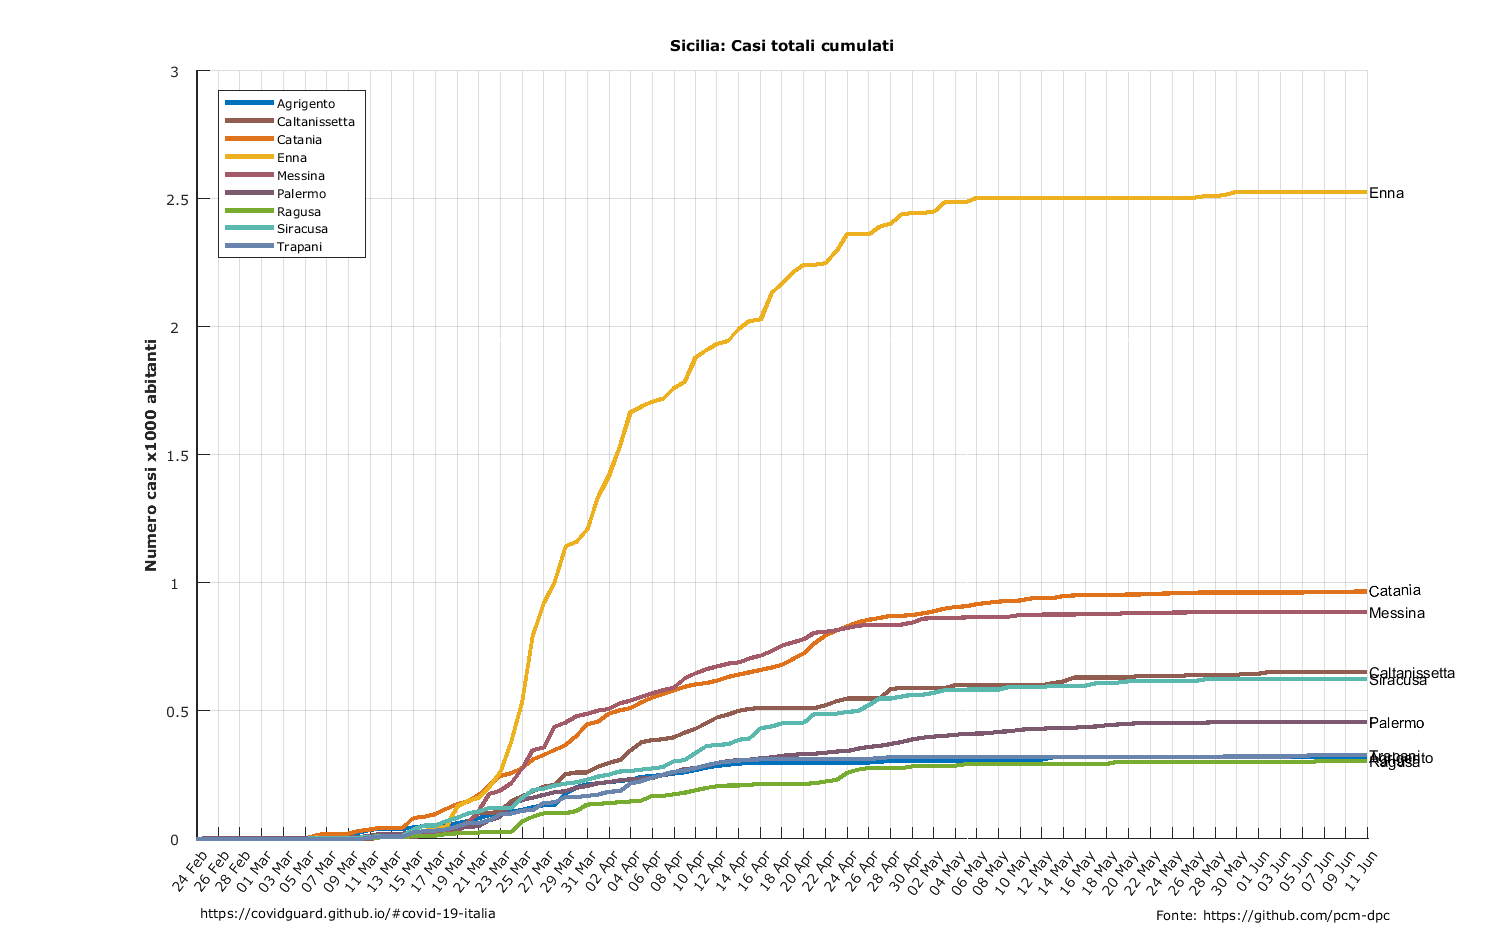 Sicilia: Casi totali cumulati
Numero casi x1000 abitanti
3
2.5
2
1.5
1
0.5
0
Agrigento
Caltanissetta
Catania
Enna
Messina
Palermo
Ragusa
Siracusa
Trapani
Enna
Catania
Messina
Caltanissetta
Siracusa
Palermo
Trapani
Agrigento
Ragusa
24 Feb
26 Feb
28 Feb
01 Mar
03 Mar
05 Mar
07 Mar
09 Mar
11 Mar
13 Mar
15 Mar
17 Mar
19 Mar
21 Mar
23 Mar
25 Mar
27 Mar
29 Mar
31 Mar
02 Apr
04 Apr
06 Apr
08 Apr
10 Apr
12 Apr
14 Apr
16 Apr
18 Apr
20 Apr
22 Apr
24 Apr
26 Apr
28 Apr
30 Apr
02 May
04 May
06 May
08 May
10 May
12 May
14 May
16 May
18 May
20 May
22 May
24 May
26 May
28 May
30 May
01 Jun
03 Jun
05 Jun
07 Jun
09 Jun
11 Jun
https://covidguard.github.io/#covid-19-italia
Fonte: https://github.com/pcm-dpc